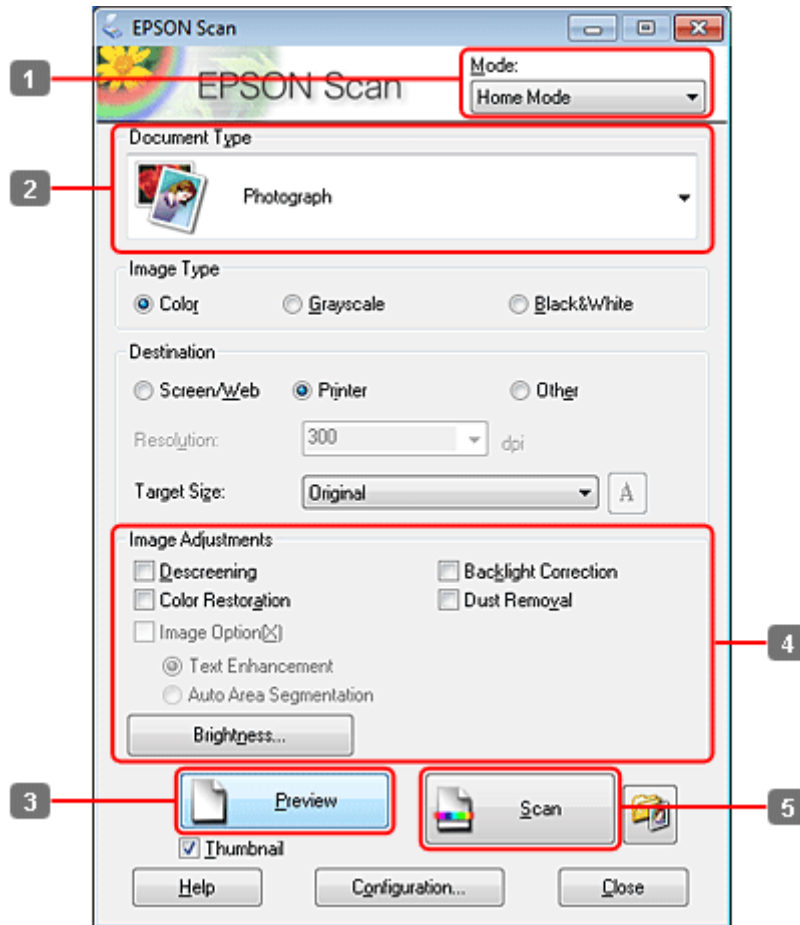 EPSON Scan
EPSON Scan
Mode:
Home Mode
1
Document Type
2
Photograph
Image Type
Color Grayscale Black&White
Destination
Screen/Web Printer Other
Resolution: 300 dpi
Target Size: Original A
Image Adjustments
Descreening Backlight Correction
Color Restoration Dust Removal
Image Option(X)
4
Text Enhancement
Auto Area Segmentation
Brightness...
3
Preview
Scan
5
Thumbnail
Help Configuration... Close